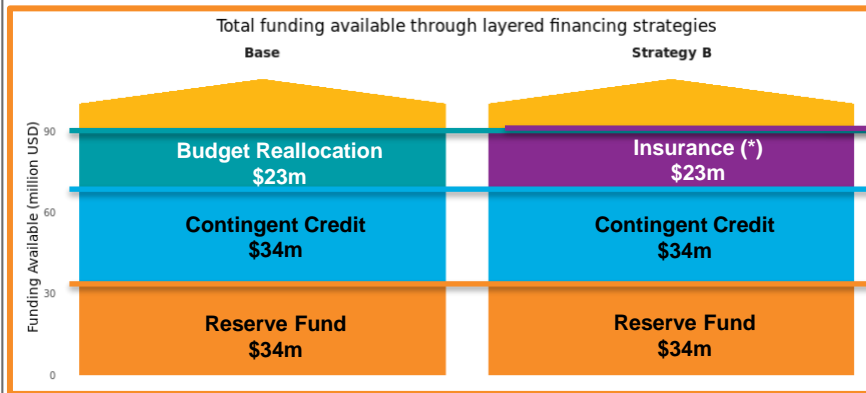 Total funding available through layered financing strategies
Base
Strategy B
Funding Available (million USD)
90
60
30
0
Budget Reallocation
$23m
Contingent Credit
$34m
Reserve Fund
$34m
Insurance (*)
$23m
Contingent Credit
$34m
Reserve Fund
$34m